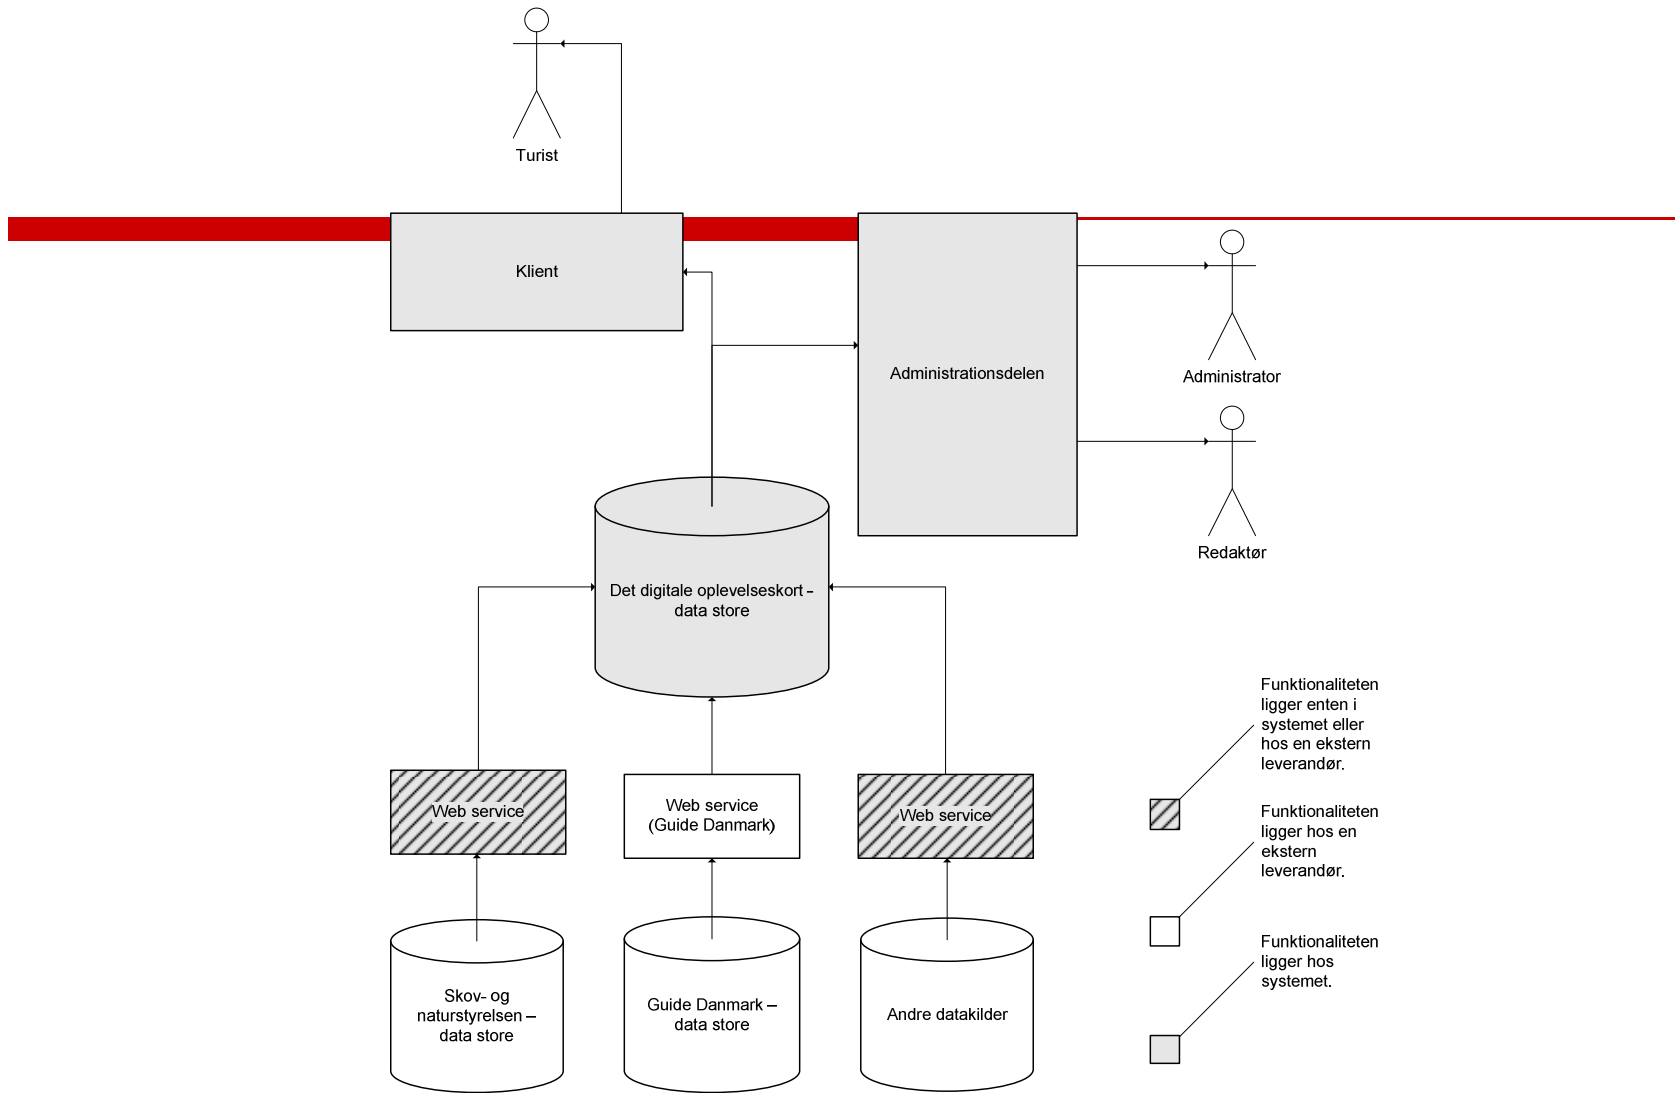 Turist
Klient
Administrationsdelen
Administrator
Redaktør
Det digitale oplevelseskort –
data store
Web service
Web service
(Guide Danmark)
Web service
Skov- og
naturstyrelsen –
data store
Guide Danmark –
data store
Andre datakilder
Funktionaliteten
ligger enten i
systemet eller
hos en ekstern
leverandør.
Funktionaliteten
ligger hos en
ekstern
leverandør.
Funktionaliteten
ligger hos
systemet.